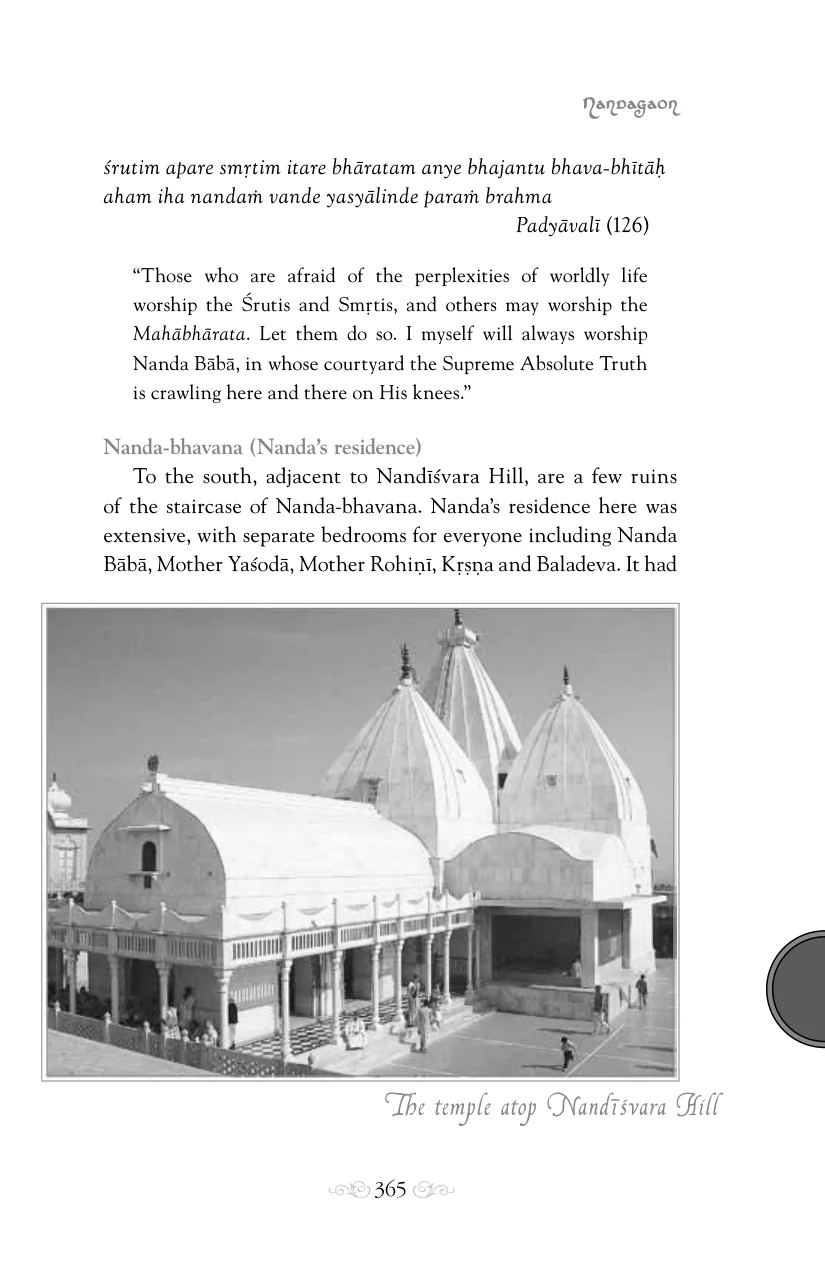 Nandagaon
śrutim apare smṛtim itare bhāratam anye bhajantu bhava-bhītāḥ
aham iha nandaṁ vande yasyālinde paraṁ brahma
Padyāvalī (126)
“Those who are afraid of the perplexities of worldly life
worship the Śrutis and Smṛtis, and others may worship the
Mahābhārata. Let them do so. I myself will always worship
Nanda Bābā, in whose courtyard the Supreme Absolute Truth
is crawling here and there on His knees.”
Nanda-bhavana (Nanda’s residence)
To the south, adjacent to Nandīśvara Hill, are a few ruins
of the staircase of Nanda-bhavana. Nanda’s residence here was
extensive, with separate bedrooms for everyone including Nanda
Bābā, Mother Yaśodā, Mother Rohiṇī, Kṛṣṇa and Baladeva. It had
The temple atop Nandīśvara Hill
365